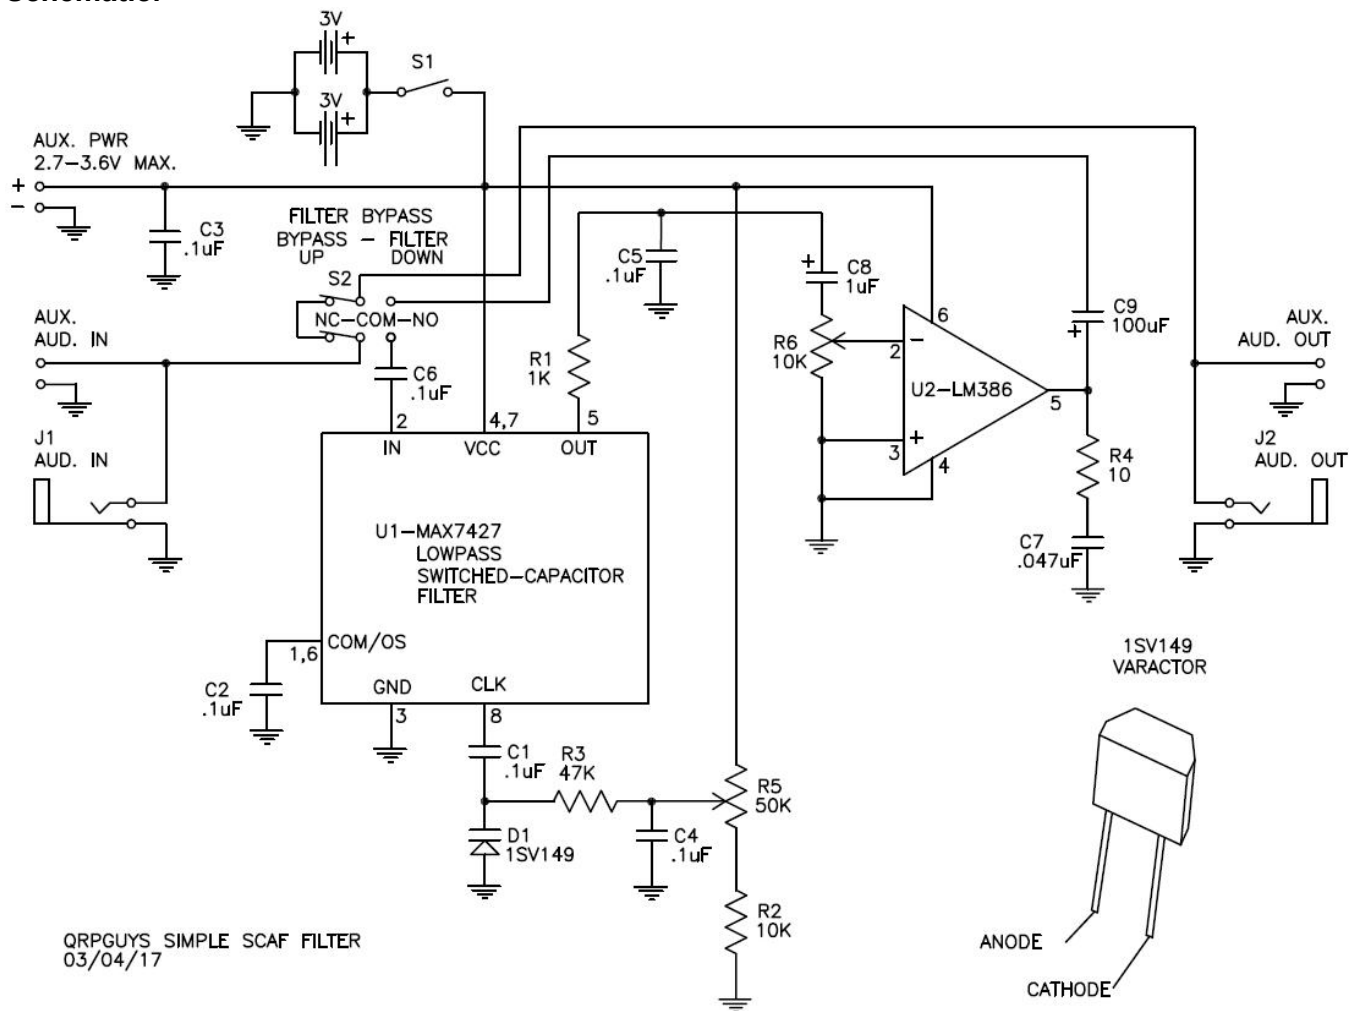 3V
+
S1
3V
+
AUX. PWR
2.7-3.6V MAX.
+
-
C3
.1uF
FILTER BYPASS
BYPASS - FILTER
UP DOWN
S2
NC-COM-NO
AUX.
AUD. IN
C6
.1uF
R1
1K
C5
.1uF
+
C8
1uF
R6
10K
6
-
2
U2-LM386
5
+
3
4
C9
100uF
+
AUX.
AUD. OUT
R4
10
C7
.047uF
J1
AUD. IN
J2
AUD. OUT
2
4,7
5
IN
VCC
OUT
U1-MAX7427
LOWPASS
SWITCHED-CAPACITOR
FILTER
COM/OS
1,6
C2
.1uF
GND
CLK
3
8
C1
.1uF
R3
47K
D1
1SV149
C4
.1uF
R5
50K
R2
10K
1SV149
VARACTOR
ANODE
CATHODE
QRPGUYS SIMPLE SCAF FILTER
03/04/17